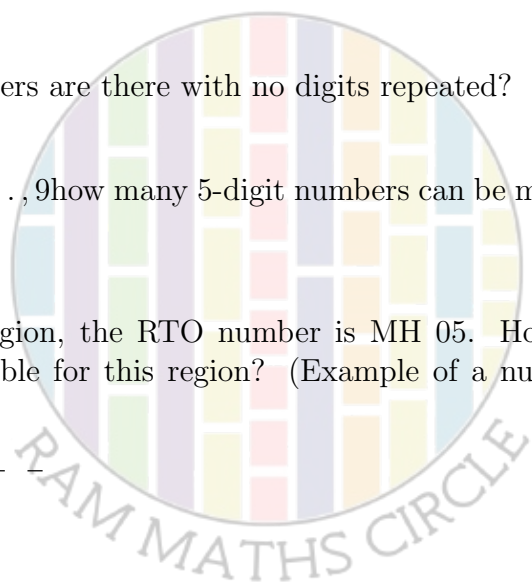 ers are there with no digits repeated?
. , 9how many 5-digit numbers can be m
gion, the RTO number is MH 05. Ho
ble for this region? (Example of a nu
– –
RAM MATHS CIRCLE